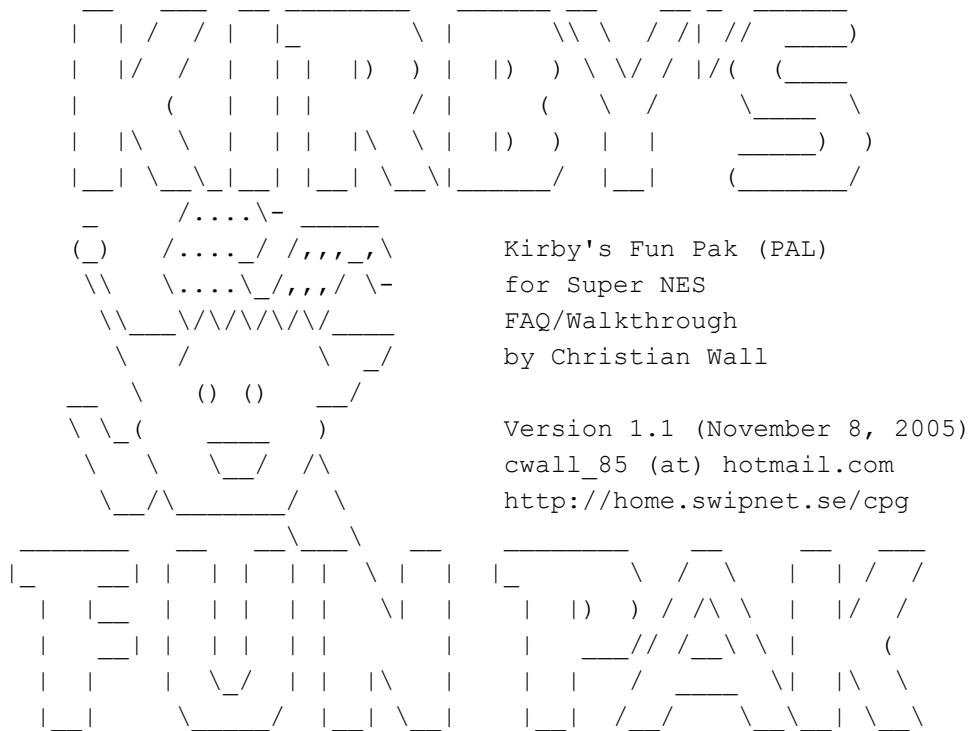 KIRBY'S
Kirby's Fun Pak (PAL)
for Super NES
FAQ/Walkthrough
by Christian Wall
Version 1.1 (November 8, 2005)
cwall_85 (at) hotmail.com
http://home.swipnet.se/cpg
FUN PAK